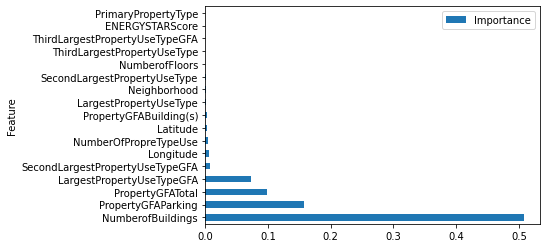 PrimaryPropertyType
ENERGYSTARScore
ThirdLargestPropertyUseTypeGFA
ThirdLargestPropertyUseType
NumberofFloors
SecondLargestPropertyUseType
Neighborhood
LargestPropertyUseType
PropertyGFABuilding(s)
Latitude
NumberOfPropreTypeUse
Longitude
SecondLargestPropertyUseTypeGFA
LargestPropertyUseTypeGFA
PropertyGFATotal
PropertyGFAParking
NumberofBuildings
Feature
Importance
0.0 0.1 0.2 0.3 0.4 0.5